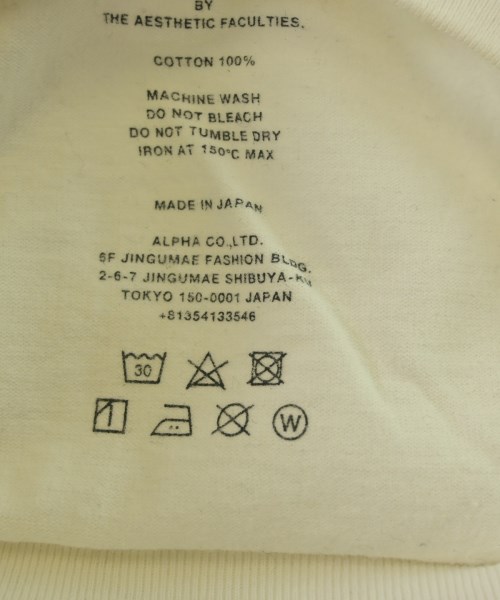 BY
THE AESTHETIC FACULTIES.
COTTON 100%
MACHINE WASH
DO NOT BLEACH
DO NOT TUMBLE DRY
IRON AT 150°C MAX
MADE IN JAPAN
ALPHA CO.,LTD.
6F JINGUMAE FASHION BLDG.
2-6-7 JINGUMAE SHIBUYA-KU
TOKYO 150-0001 JAPAN
+81354133546
30
W